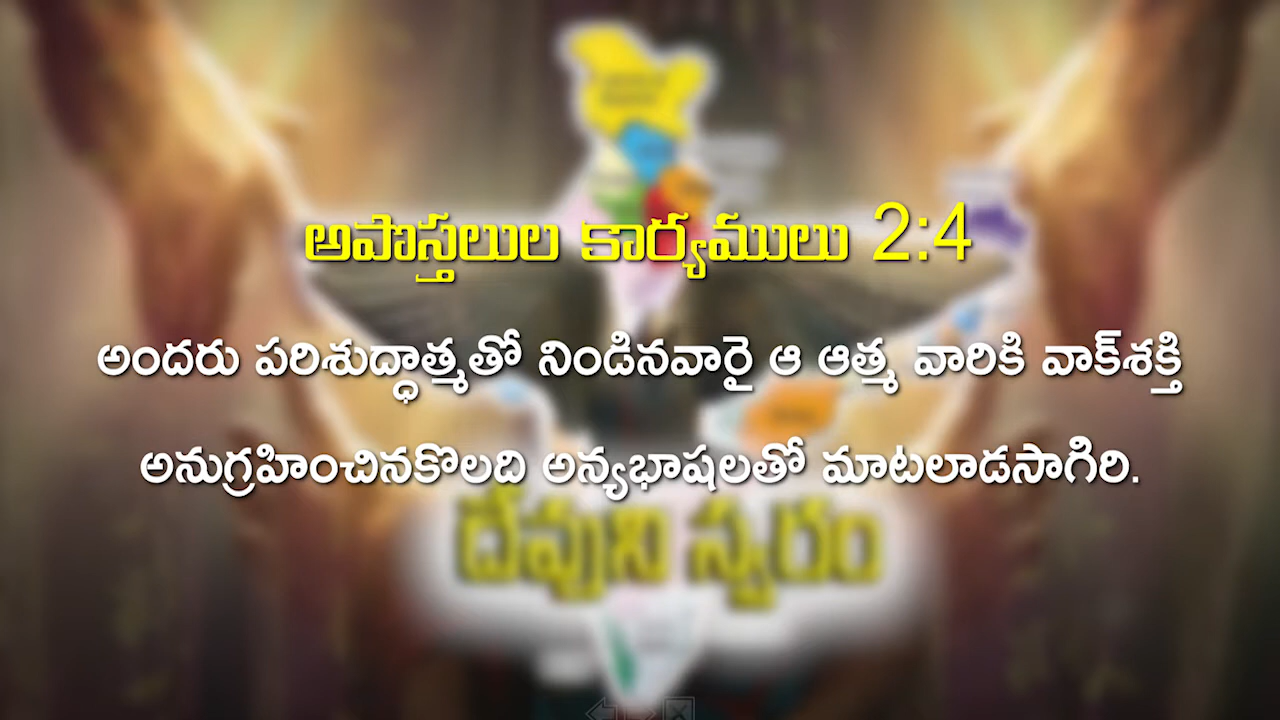 అపొస్తలుల కార్యములు 2:4
అందరు పరిశుద్ధాత్మతో నిండినవారై ఆ ఆత్మ వారికి వాక్‌శక్తి
అనుగ్రహించినకొలది అన్యభాషలతో మాటలాడసాగిరి.
దేవుని స్వరం